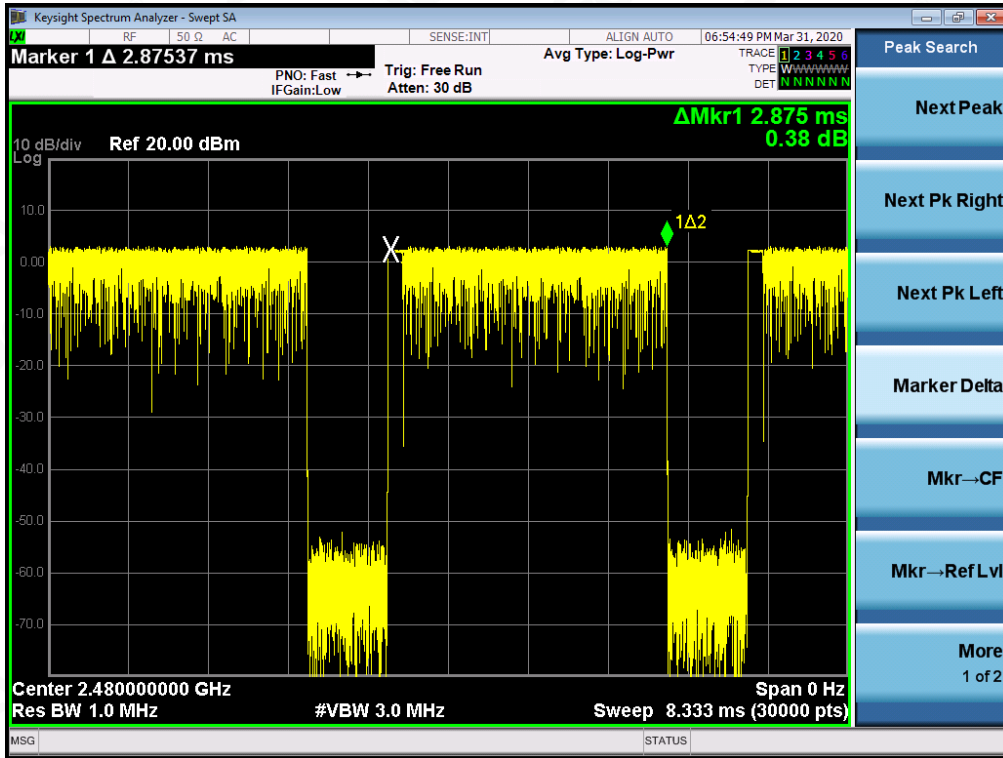 Keysight Spectrum Analyzer - Swept SA
LXI RF 50 Ω AC SENSE:INT ALIGN AUTO 06:54:49 PM Mar 31, 2020
Marker 1 Δ 2.87537 ms
PNO: Fast
IFGain:Low
Trig: Free Run
Atten: 30 dB
Avg Type: Log-Pwr
TRACE 1 2 3 4 5 6
TYPE WWWWWW
DET N N N N N N
ΔMkr1 2.875 ms
0.38 dB
10 dB/div Ref 20.00 dBm
Log
10.0
0.00
-10.0
-20.0
-30.0
-40.0
-50.0
-60.0
-70.0
X
1Δ2
Center 2.480000000 GHz Span 0 Hz
Res BW 1.0 MHz #VBW 3.0 MHz Sweep 8.333 ms (30000 pts)
MSG STATUS
Peak Search
Next Peak
Next Pk Right
Next Pk Left
Marker Delta
Mkr→CF
Mkr→Ref Lvl
More
1 of 2